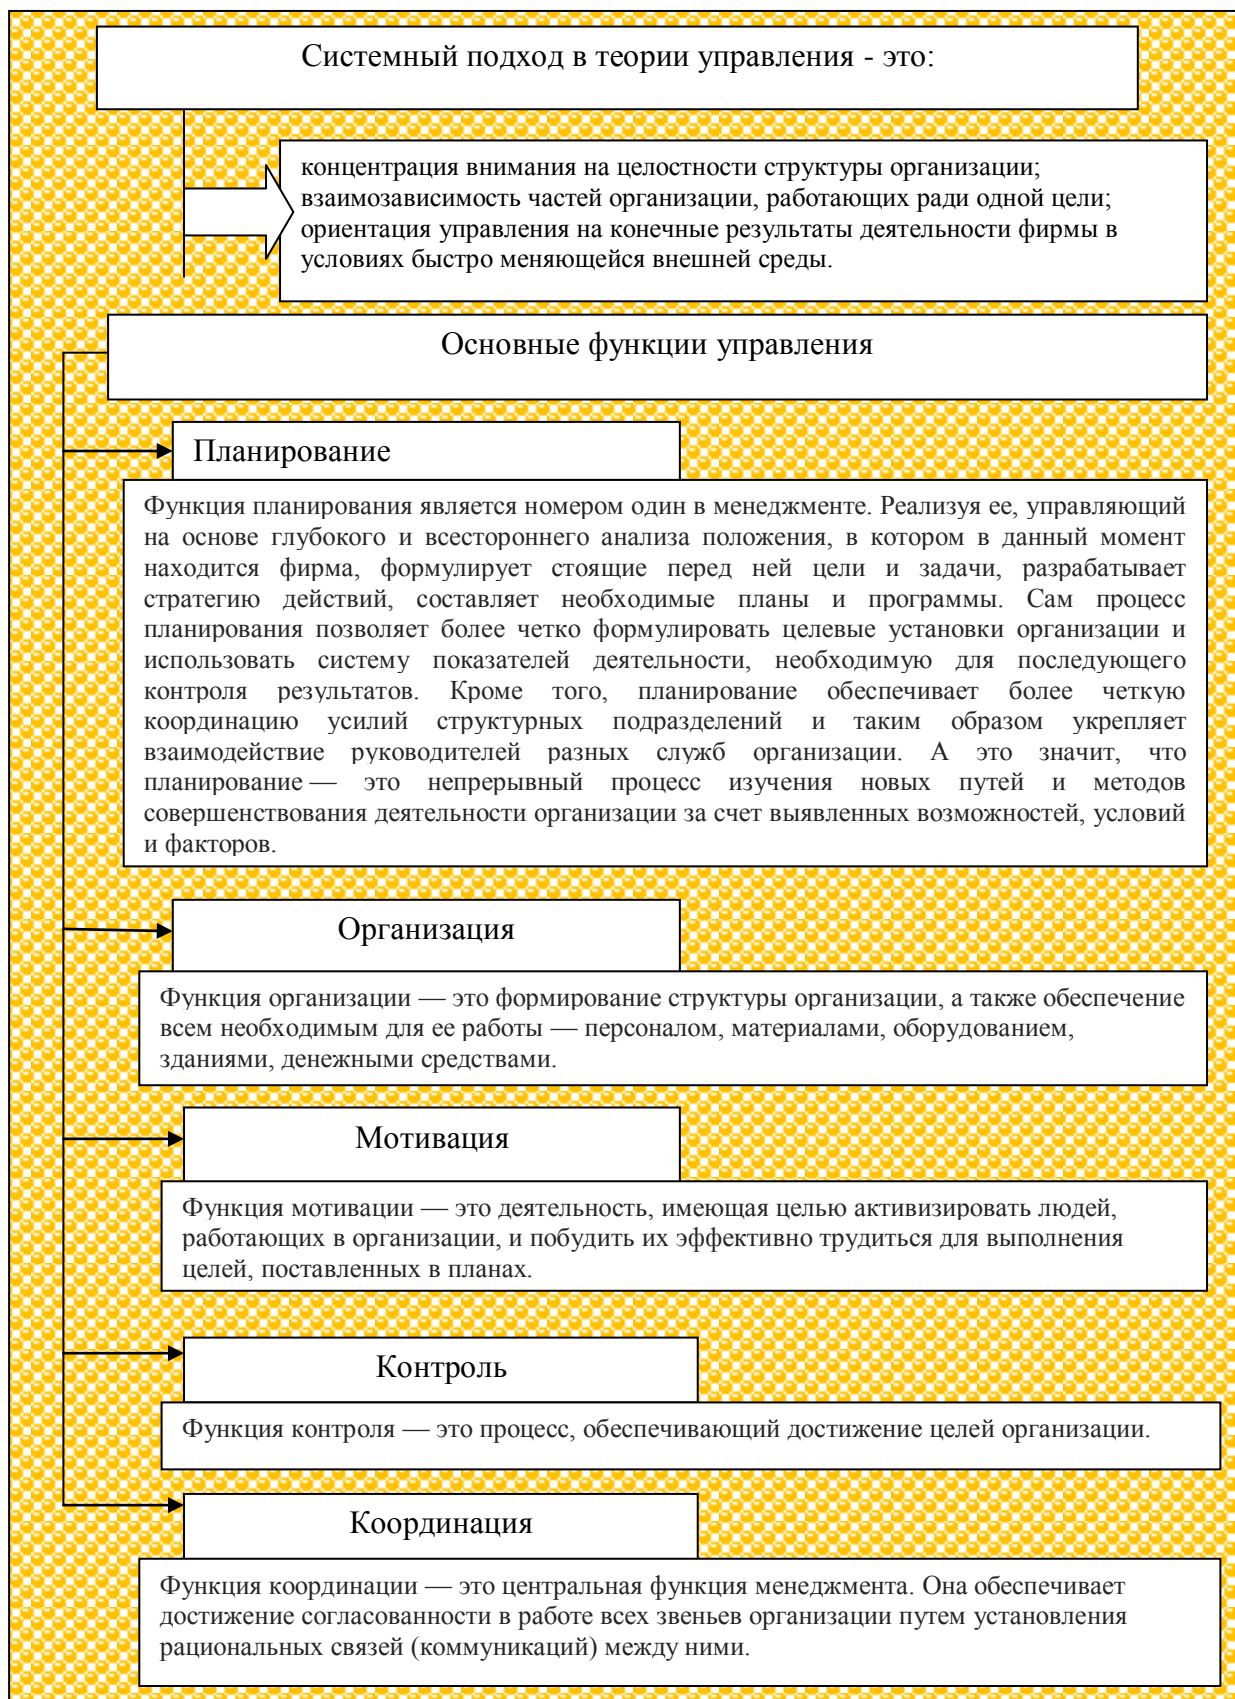 Системный подход в теории управления - это:
концентрация внимания на целостности структуры организации;
взаимозависимость частей организации, работающих ради одной цели;
ориентация управления на конечные результаты деятельности фирмы в
условиях быстро меняющейся внешней среды.
Основные функции управления
Планирование
Функция планирования является номером один в менеджменте. Реализуя ее, управляющий
на основе глубокого и всестороннего анализа положения, в котором в данный момент
находится фирма, формулирует стоящие перед ней цели и задачи, разрабатывает
стратегию действий, составляет необходимые планы и программы. Сам процесс
планирования позволяет более четко формулировать целевые установки организации и
использовать систему показателей деятельности, необходимую для последующего
контроля результатов. Кроме того, планирование обеспечивает более четкую
координацию усилий структурных подразделений и таким образом укрепляет
взаимодействие руководителей разных служб организации. А это значит, что
планирование — это непрерывный процесс изучения новых путей и методов
совершенствования деятельности организации за счет выявленных возможностей, условий
и факторов.
Организация
Функция организации — это формирование структуры организации, а также обеспечение
всем необходимым для ее работы — персоналом, материалами, оборудованием,
зданиями, денежными средствами.
Мотивация
Функция мотивации — это деятельность, имеющая целью активизировать людей,
работающих в организации, и побудить их эффективно трудиться для выполнения
целей, поставленных в планах.
Контроль
Функция контроля — это процесс, обеспечивающий достижение целей организации.
Координация
Функция координации — это центральная функция менеджмента. Она обеспечивает
достижение согласованности в работе всех звеньев организации путем установления
рациональных связей (коммуникаций) между ними.